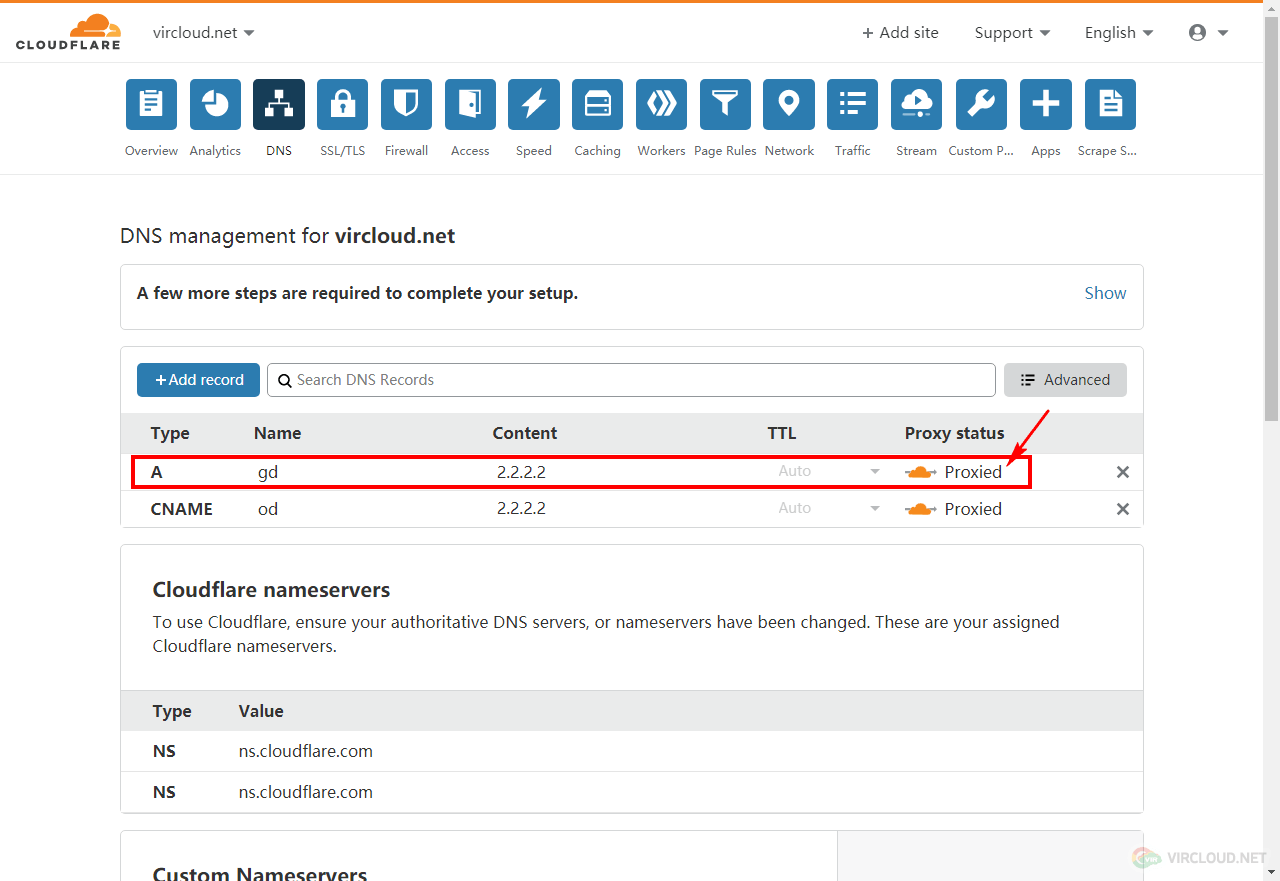 CLOUDFLARE vircloud.net + Add site Support English
Overview Analytics DNS SSL/TLS Firewall Access Speed Caching Workers Page Rules Network Traffic Stream Custom P... Apps Scrape S...
DNS management for vircloud.net
A few more steps are required to complete your setup. Show
+Add record Search DNS Records Advanced
Type Name Content TTL Proxy status
A gd 2.2.2.2 Auto Proxied
CNAME od 2.2.2.2 Auto Proxied
Cloudflare nameservers
To use Cloudflare, ensure your authoritative DNS servers, or nameservers have been changed. These are your assigned
Cloudflare nameservers.
Type Value
NS ns.cloudflare.com
NS ns.cloudflare.com
Custom Nameservers
VIRCLOUD.NET